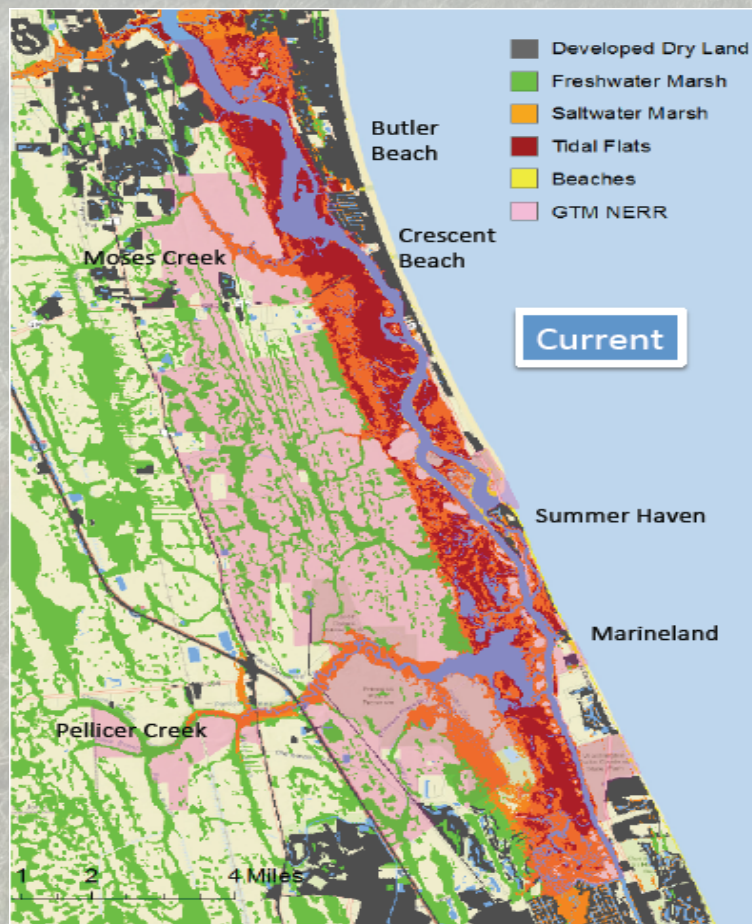 Developed Dry Land
Freshwater Marsh
Saltwater Marsh
Tidal Flats
Beaches
GTM NERR
Butler
Beach
Crescent
Beach
Moses Creek
Current
Summer Haven
Marineland
Pellicer Creek
1 2 4 Miles